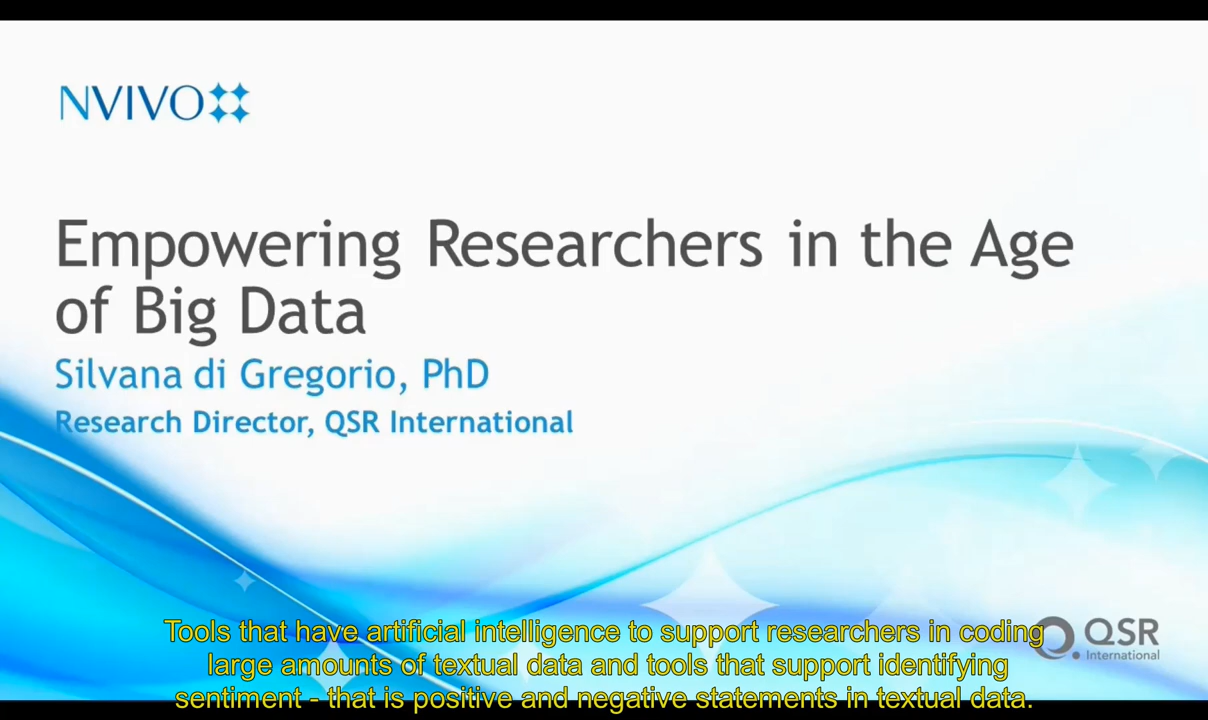 NVIVO
Empowering Researchers in the Age
of Big Data
Silvana di Gregorio, PhD
Research Director, QSR International
QSR
International
Tools that have artificial intelligence to support researchers in coding
large amounts of textual data and tools that support identifying
sentiment - that is positive and negative statements in textual data.